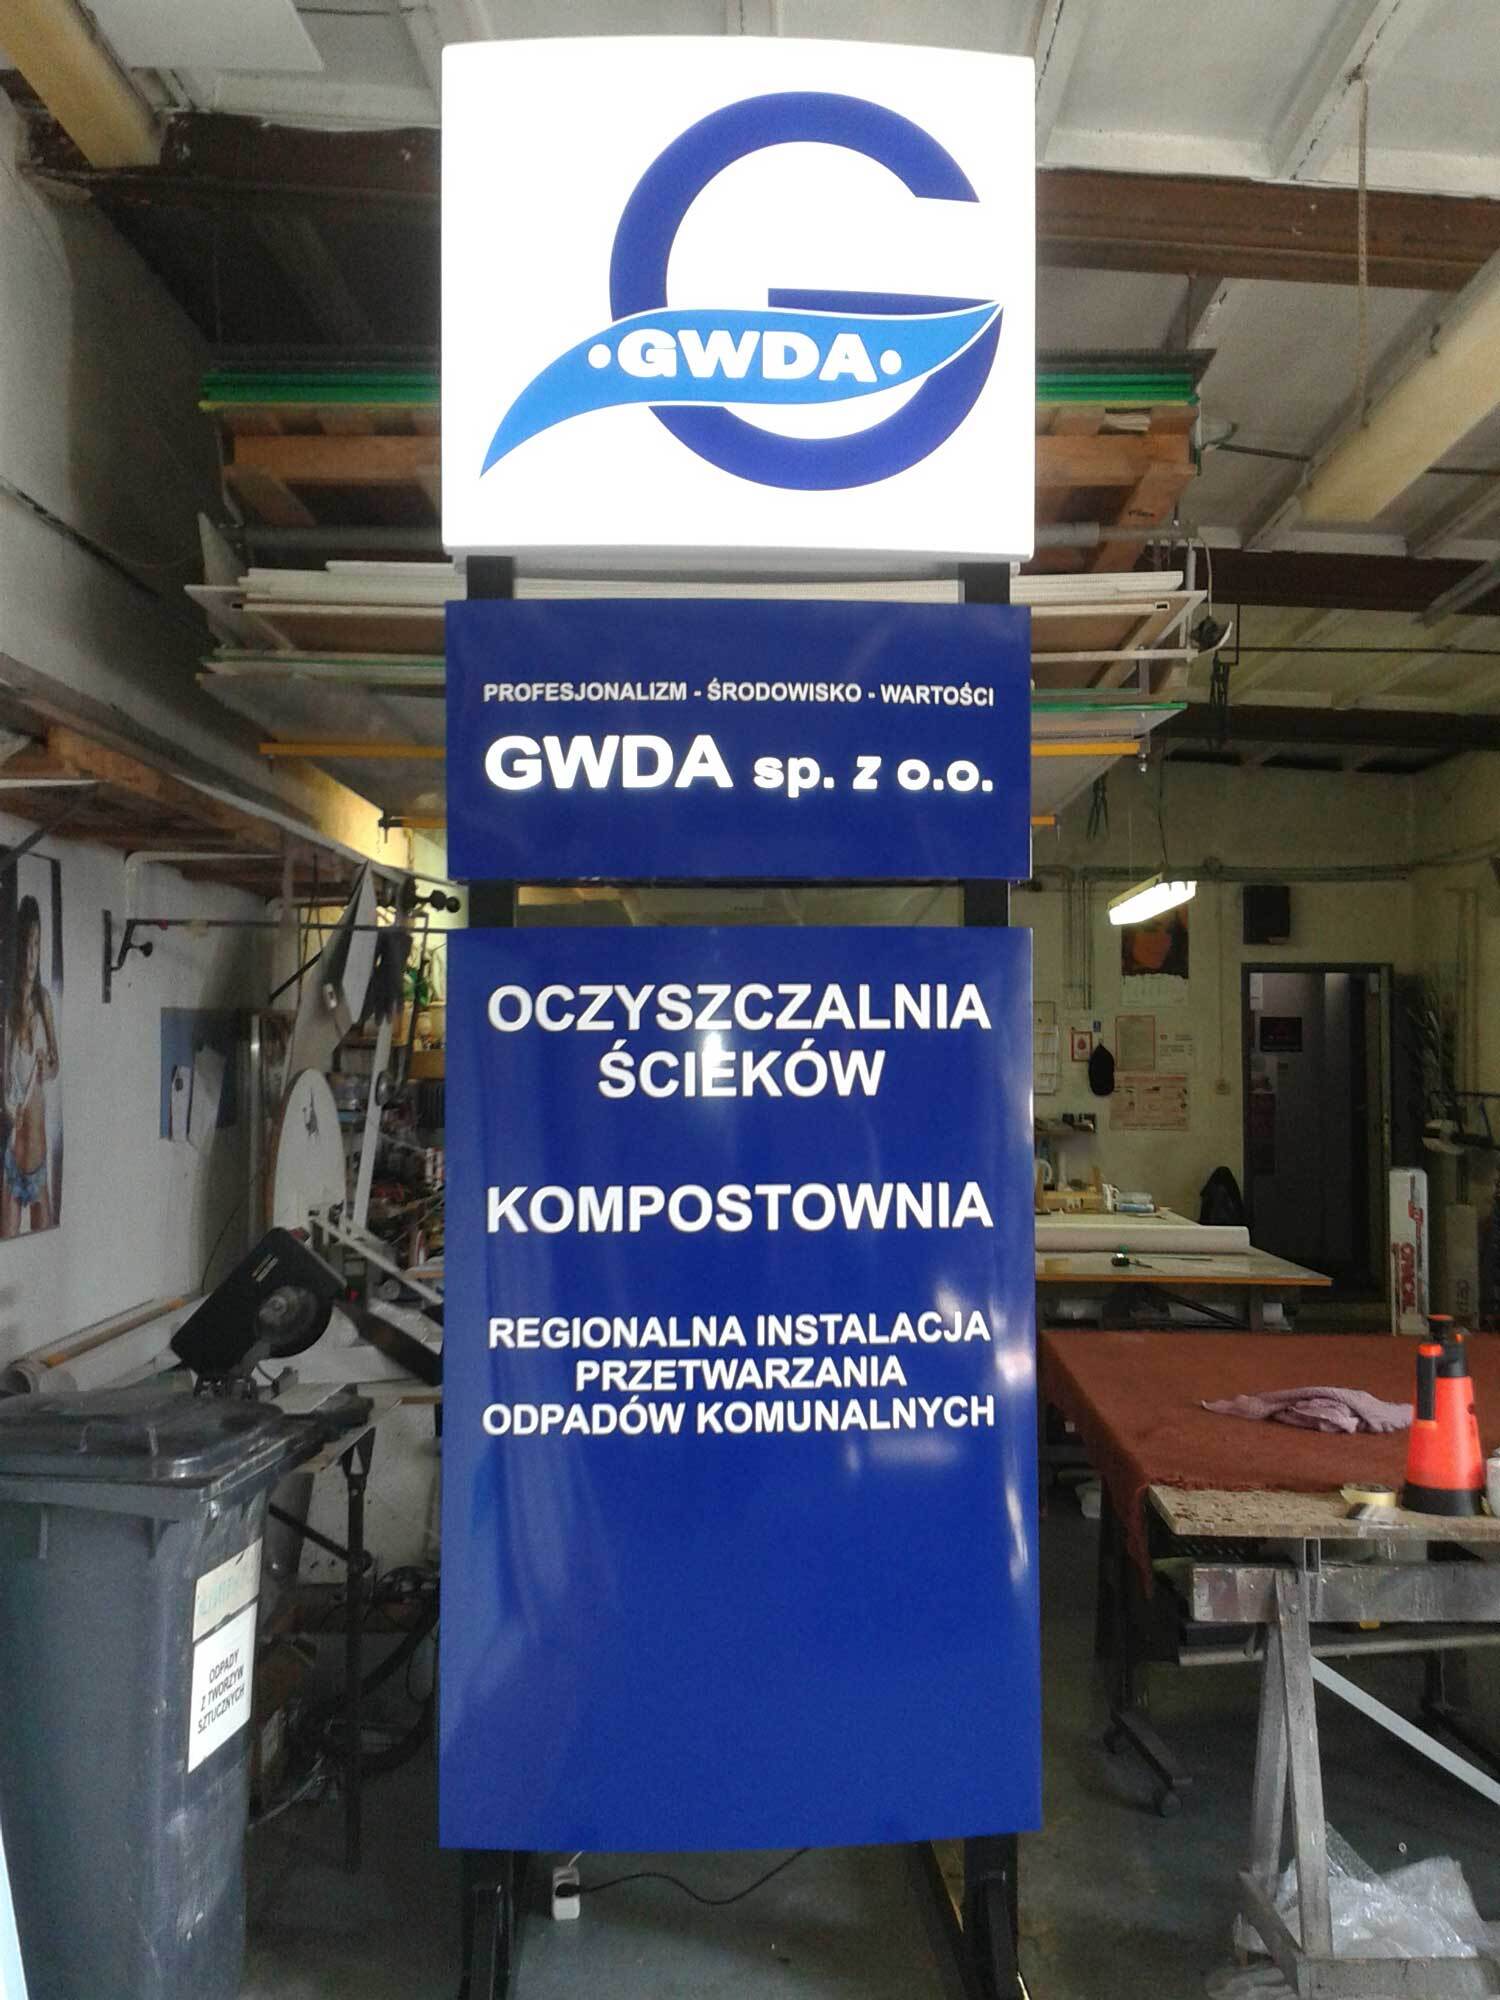 •GWDA•
PROFESJONALIZM - ŚRODOWISKO - WARTOŚCI
GWDA sp. z o.o.
OCZYSZCZALNIA
ŚCIEKÓW
KOMPOSTOWNIA
REGIONALNA INSTALACJA
PRZETWARZANIA
ODPADÓW KOMUNALNYCH
ODPADY
Z TWORZYW
SZTUCZNYCH